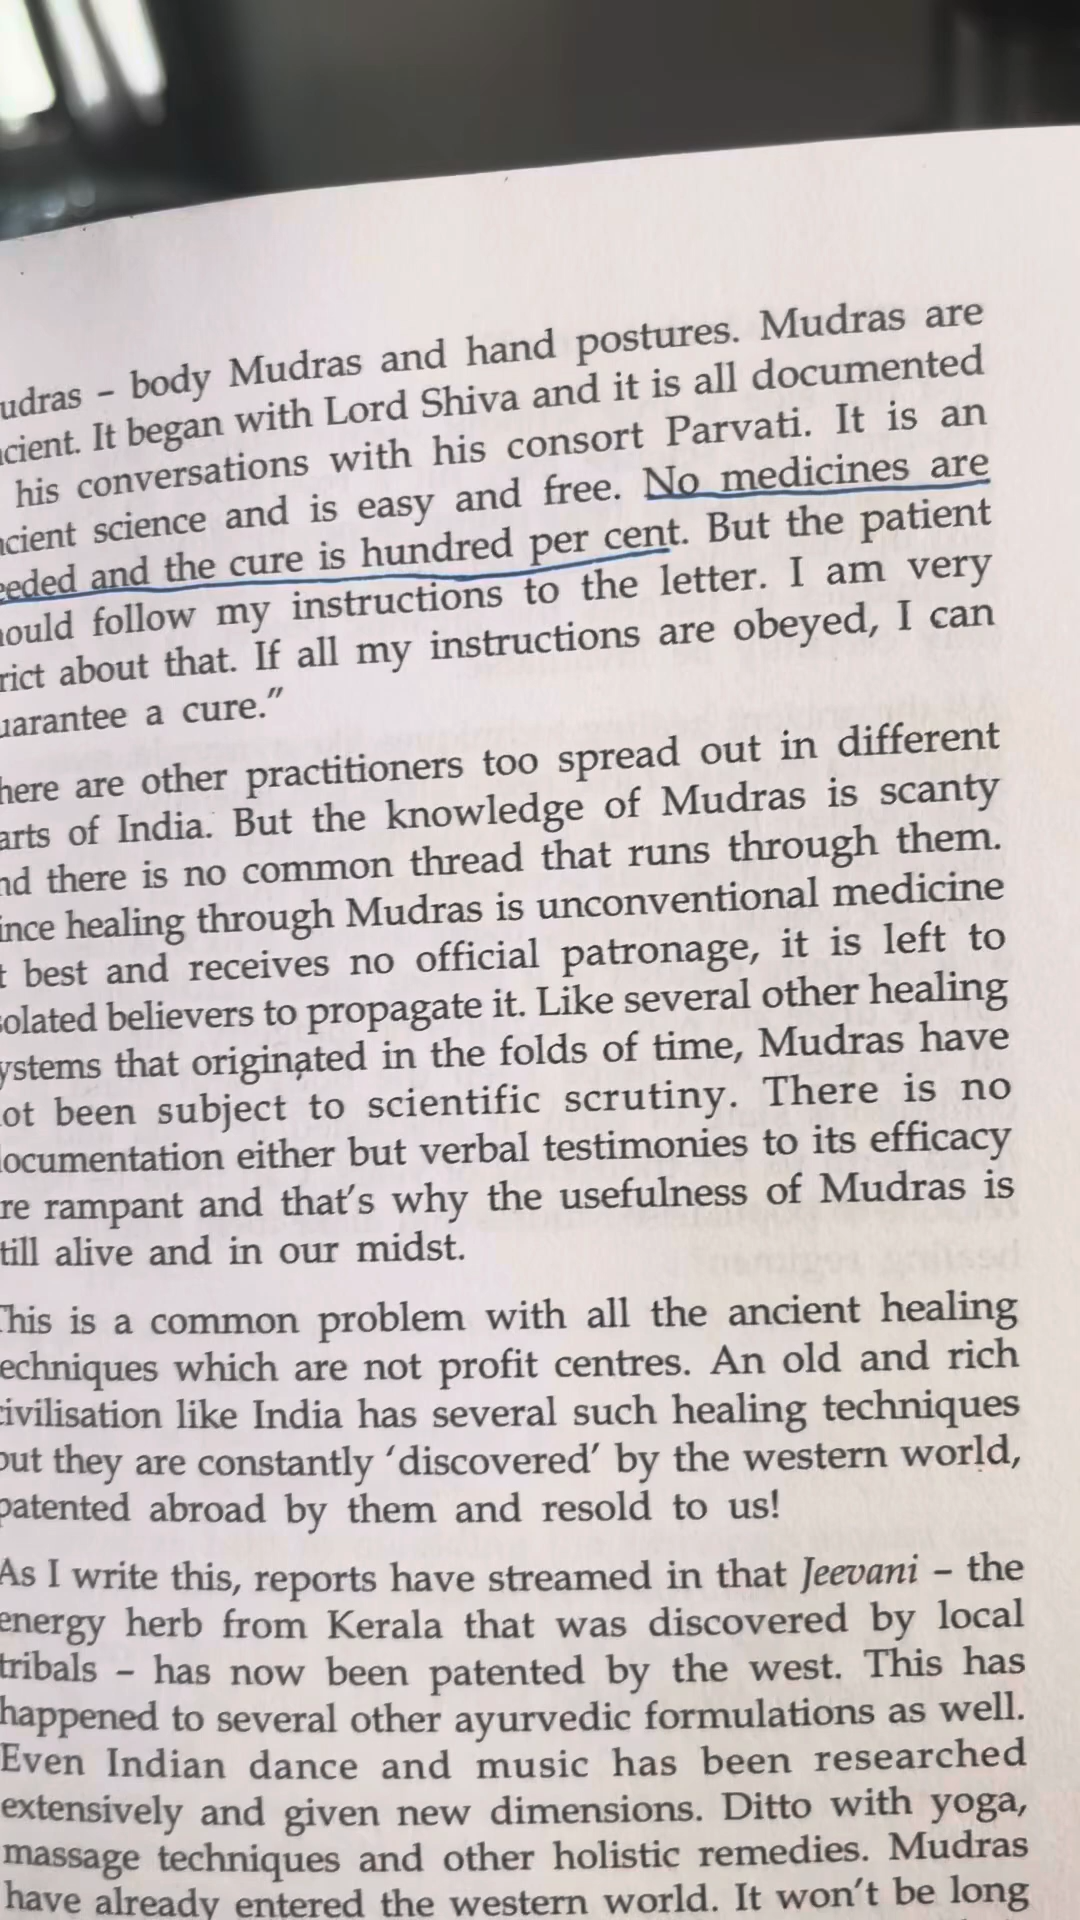 udras – body Mudras and hand postures. Mudras are
cient. It began with Lord Shiva and it is all documented
his conversations with his consort Parvati. It is an
cient science and is easy and free. No medicines are
eeded and the cure is hundred per cent. But the patient
ould follow my instructions to the letter. I am very
rict about that. If all my instructions are obeyed, I can
uarantee a cure.”
here are other practitioners too spread out in different
arts of India. But the knowledge of Mudras is scanty
nd there is no common thread that runs through them.
ince healing through Mudras is unconventional medicine
t best and receives no official patronage, it is left to
solated believers to propagate it. Like several other healing
ystems that originated in the folds of time, Mudras have
ot been subject to scientific scrutiny. There is no
ocumentation either but verbal testimonies to its efficacy
re rampant and that’s why the usefulness of Mudras is
till alive and in our midst.
This is a common problem with all the ancient healing
echniques which are not profit centres. An old and rich
civilisation like India has several such healing techniques
but they are constantly ‘discovered’ by the western world,
patented abroad by them and resold to us!
As I write this, reports have streamed in that Jeevani – the
energy herb from Kerala that was discovered by local
tribals – has now been patented by the west. This has
happened to several other ayurvedic formulations as well.
Even Indian dance and music has been researched
extensively and given new dimensions. Ditto with yoga,
massage techniques and other holistic remedies. Mudras
have already entered the western world. It won’t be long